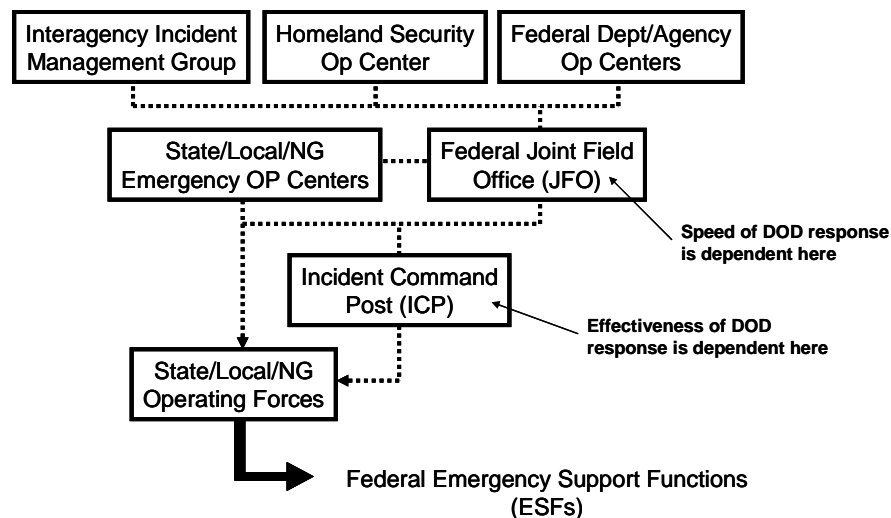 Interagency Incident
Management Group
Homeland Security
Op Center
Federal Dept/Agency
Op Centers
State/Local/NG
Emergency OP Centers
Federal Joint Field
Office (JFO)
Speed of DOD response
is dependent here
Incident Command
Post (ICP)
Effectiveness of DOD
response is dependent here
State/Local/NG
Operating Forces
Federal Emergency Support Functions
(ESFs)